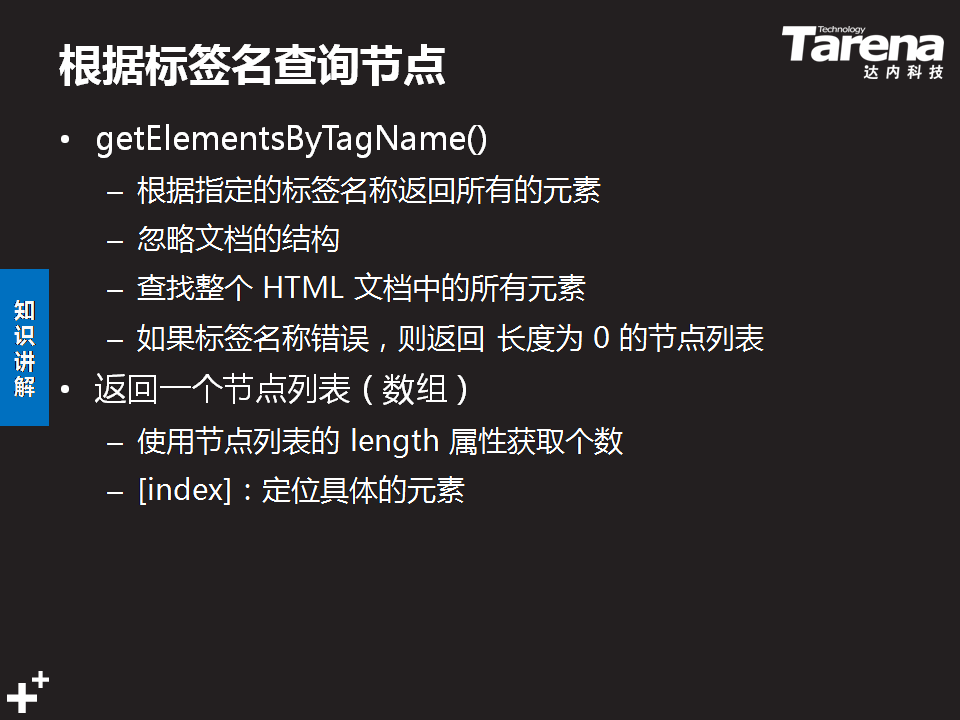 根据标签名查询节点
Technology
Tarena
达内科技
• getElementsByTagName()
– 根据指定的标签名称返回所有的元素
– 忽略文档的结构
– 查找整个 HTML 文档中的所有元素
– 如果标签名称错误，则返回 长度为 0 的节点列表
知识讲解
• 返回一个节点列表（数组）
– 使用节点列表的 length 属性获取个数
– [index]：定位具体的元素